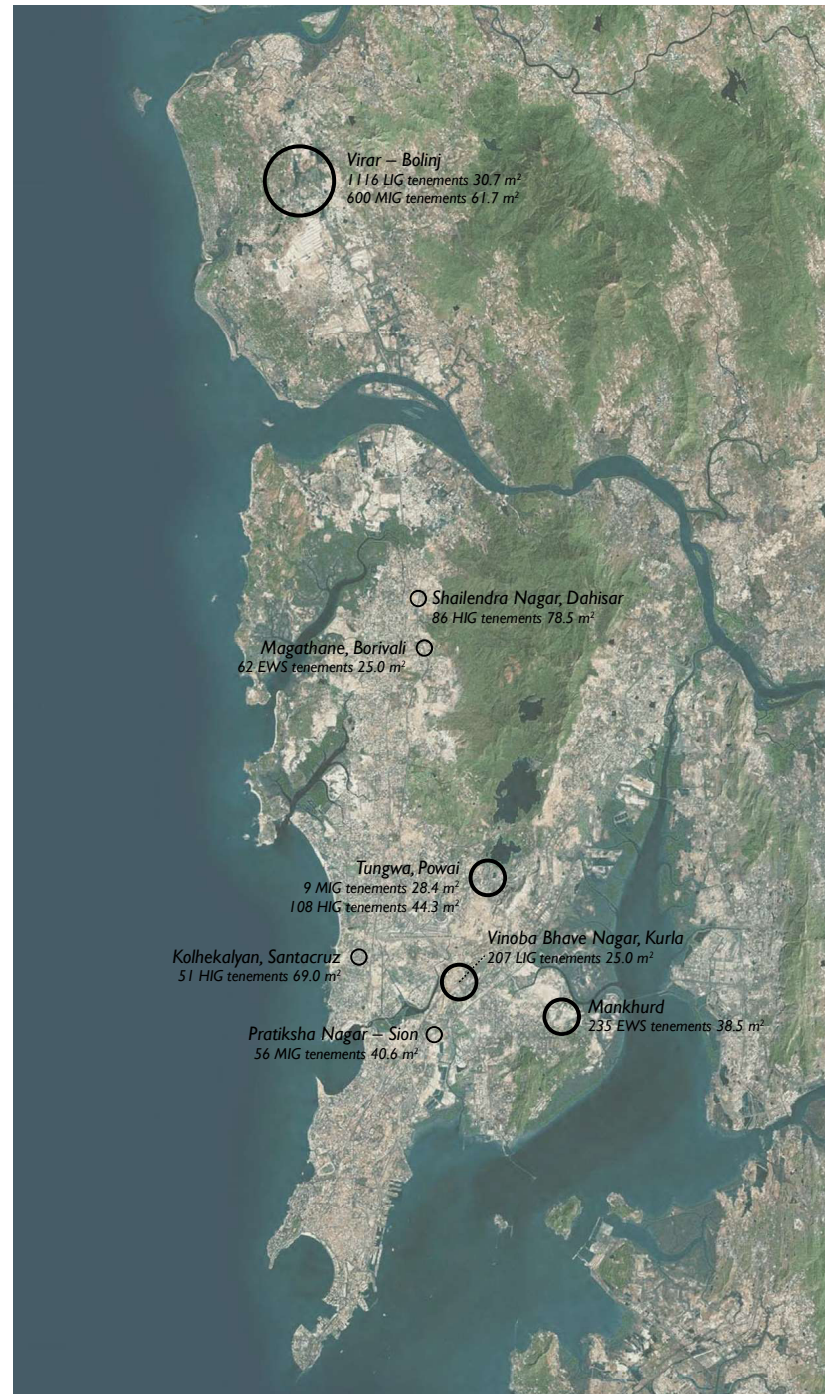 Virar – Bolinj
1116 LIG tenements 30.7 m²
600 MIG tenements 61.7 m²
Shailendra Nagar, Dahisar
86 HIG tenements 78.5 m²
Magathane, Borivali
62 EWS tenements 25.0 m²
Tungwa, Powai
9 MIG tenements 28.4 m²
108 HIG tenements 44.3 m²
Vinoba Bhave Nagar, Kurla
207 LIG tenements 25.0 m²
Kolhekalyan, Santacruz
51 HIG tenements 69.0 m²
Mankhurd
235 EWS tenements 38.5 m²
Pratiksha Nagar – Sion
56 MIG tenements 40.6 m²